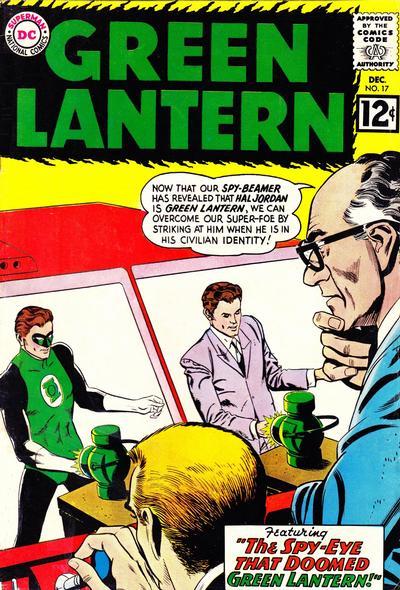 SUPERMAN
DC
NATIONAL COMICS
GREEN
LANTERN
APPROVED
BY THE
COMICS
CODE
CA
AUTHORITY
DEC.
NO. 17
12¢
NOW THAT OUR SPY-BEAMER
HAS REVEALED THAT HAL JORDAN
IS GREEN LANTERN, WE CAN
OVERCOME OUR SUPER-FOE BY
STRIKING AT HIM WHEN HE IS IN
HIS CIVILIAN IDENTITY!
Featuring
"The SPY-EYE
THAT DOOMED
GREEN LANTERN!"